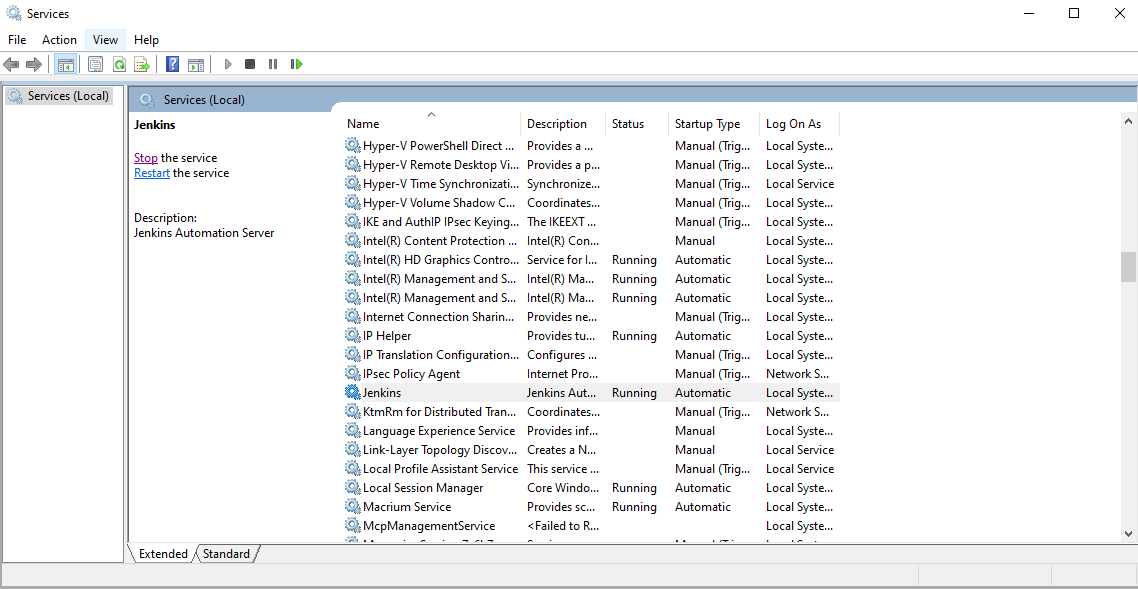 Services
File Action View Help
Services (Local)
Services (Local)
Jenkins
Stop the service
Restart the service
Description:
Jenkins Automation Server
Name Description Status Startup Type Log On As
Hyper-V PowerShell Direct ... Provides a ... Manual (Trig... Local Syste...
Hyper-V Remote Desktop Vi... Provides a p... Manual (Trig... Local Syste...
Hyper-V Time Synchronizati... Synchronize... Manual (Trig... Local Service
Hyper-V Volume Shadow C... Coordinates... Manual (Trig... Local Syste...
IKE and AuthIP IPsec Keying... The IKEEXT ... Manual (Trig... Local Syste...
Intel(R) Content Protection ... Intel(R) Con... Manual Local Syste...
Intel(R) HD Graphics Contro... Service for I... Running Automatic Local Syste...
Intel(R) Management and S... Intel(R) Ma... Running Automatic Local Syste...
Intel(R) Management and S... Intel(R) Ma... Running Automatic Local Syste...
Internet Connection Sharin... Provides ne... Manual (Trig... Local Syste...
IP Helper Provides tu... Running Automatic Local Syste...
IP Translation Configuration... Configures ... Manual (Trig... Local Syste...
IPsec Policy Agent Internet Pro... Manual (Trig... Network S...
Jenkins Jenkins Aut... Running Automatic Local Syste...
KtmRm for Distributed Tran... Coordinates... Manual (Trig... Network S...
Language Experience Service Provides inf... Manual Local Syste...
Link-Layer Topology Discov... Creates a N... Manual Local Service
Local Profile Assistant Service This service ... Manual (Trig... Local Service
Local Session Manager Core Windo... Running Automatic Local Syste...
Macrium Service Provides sc... Running Automatic Local Syste...
McpManagementService <Failed to R... Local Syste...
Extended Standard